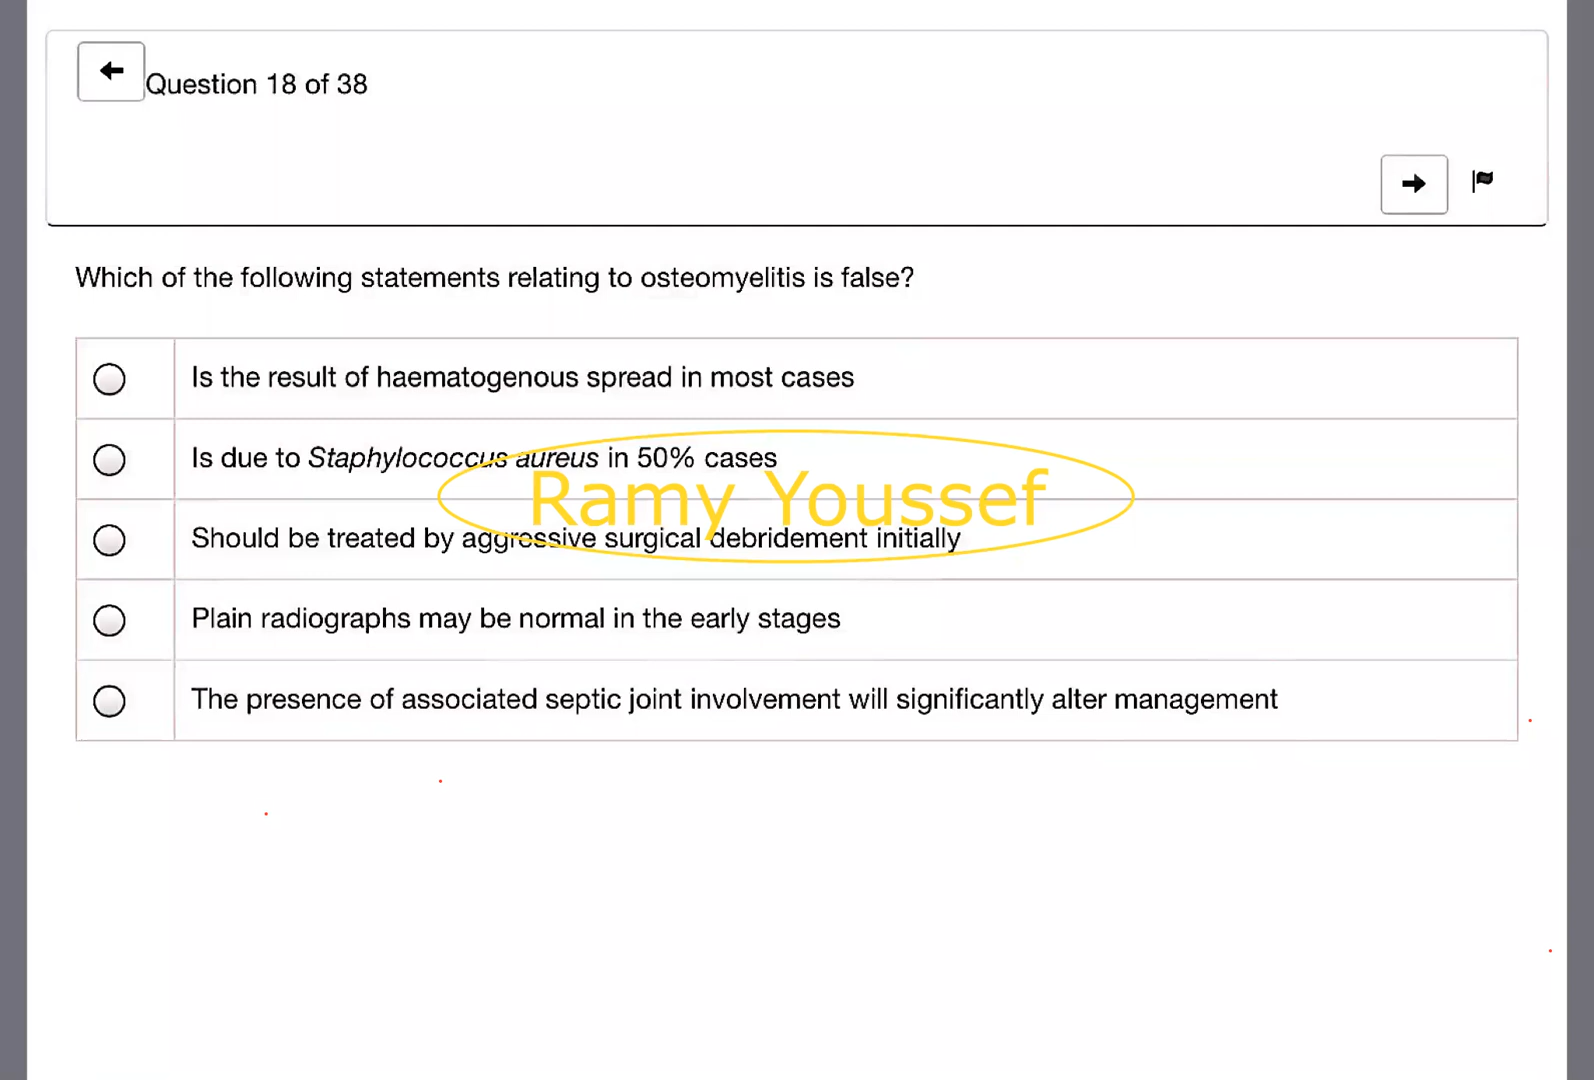 Question 18 of 38
Which of the following statements relating to osteomyelitis is false?
Is the result of haematogenous spread in most cases
Is due to Staphylococcus aureus in 50% cases
Ramy Youssef
Should be treated by aggressive surgical debridement initially
Plain radiographs may be normal in the early stages
The presence of associated septic joint involvement will significantly alter management